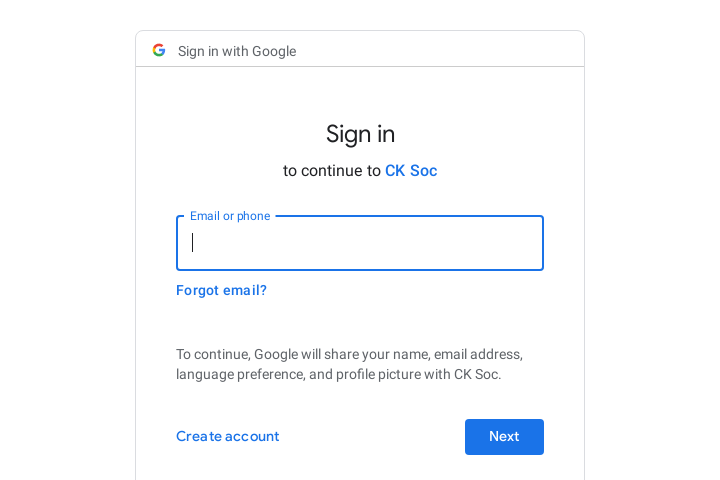 Sign in with Google
Sign in
to continue to CK Soc
Email or phone
Forgot email?
To continue, Google will share your name, email address,
language preference, and profile picture with CK Soc.
Create account
Next